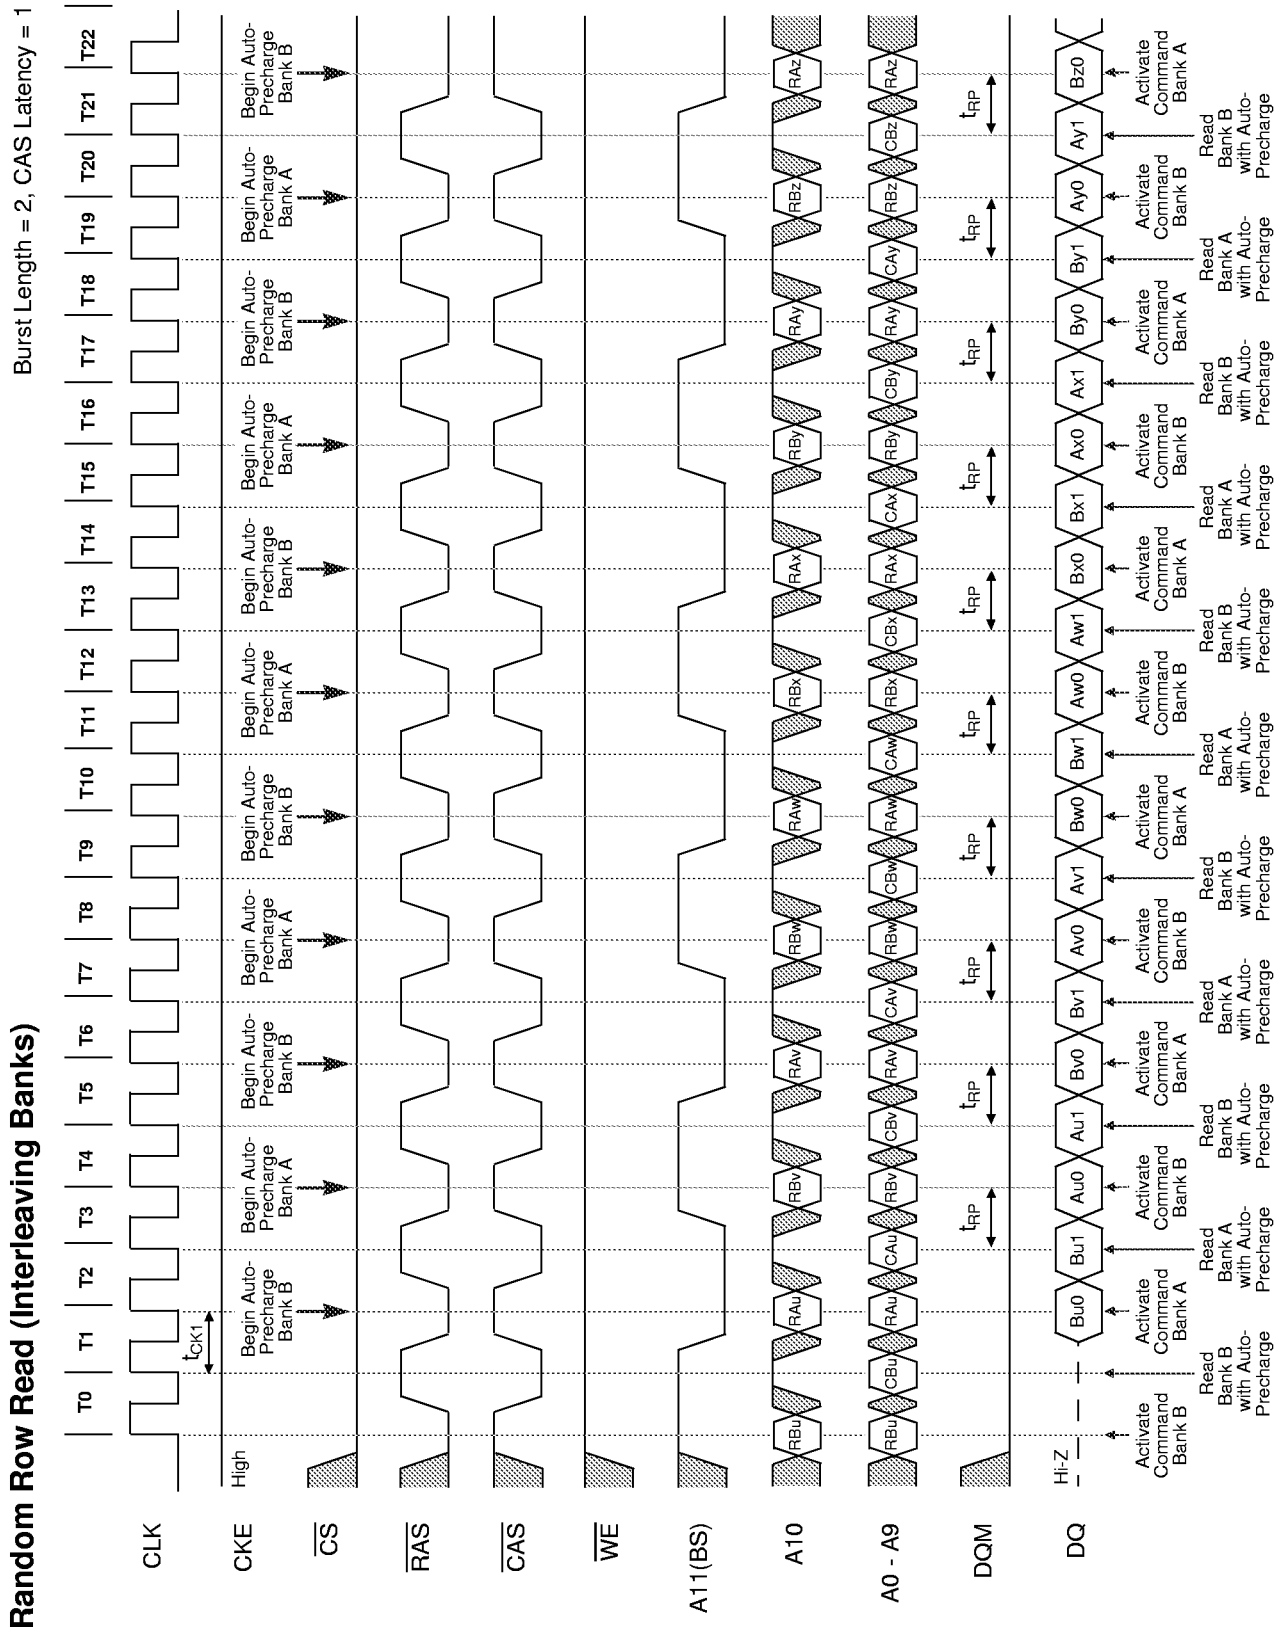 Random Row Read (Interleaving Banks)
Burst Length = 2, CAS Latency = 1
T0 T1 T2 T3 T4 T5 T6 T7 T8 T9 T10 T11 T12 T13 T14 T15 T16 T17 T18 T19 T20 T21 T22
CLK
tCK1
CKE
High
Begin Auto-
Precharge
Bank B
Begin Auto-
Precharge
Bank A
Begin Auto-
Precharge
Bank B
Begin Auto-
Precharge
Bank A
Begin Auto-
Precharge
Bank B
Begin Auto-
Precharge
Bank A
Begin Auto-
Precharge
Bank B
Begin Auto-
Precharge
Bank A
Begin Auto-
Precharge
Bank B
Begin Auto-
Precharge
Bank A
Begin Auto-
Precharge
Bank B
CS
RAS
CAS
WE
A11(BS)
A10
RBu RAu RBv RAv RBw RAw RBx RAx RBy RAy RBz RAz
A0 - A9
RBu CBu RAu CAu RBv CBv RAv CAv RBw CBw RAw CAw RBx CBx RAx CAx RBy CBy RAy CAy RBz CBz RAz
DQM
tRP tRP tRP tRP tRP tRP tRP tRP tRP tRP
DQ
Hi-Z
Bu0 Bu1 Au0 Au1 Bv0 Bv1 Av0 Av1 Bw0 Bw1 Aw0 Aw1 Bx0 Bx1 Ax0 Ax1 By0 By1 Ay0 Ay1 Bz0
Activate
Command
Bank B
Read
Bank B
with Auto-
Precharge
Activate
Command
Bank A
Read
Bank A
with Auto-
Precharge
Activate
Command
Bank B
Read
Bank B
with Auto-
Precharge
Activate
Command
Bank A
Read
Bank A
with Auto-
Precharge
Activate
Command
Bank B
Read
Bank B
with Auto-
Precharge
Activate
Command
Bank A
Read
Bank A
with Auto-
Precharge
Activate
Command
Bank B
Read
Bank B
with Auto-
Precharge
Activate
Command
Bank A
Read
Bank A
with Auto-
Precharge
Activate
Command
Bank B
Read
Bank B
with Auto-
Precharge
Activate
Command
Bank A
Read
Bank A
with Auto-
Precharge
Activate
Command
Bank B
Read
Bank B
with Auto-
Precharge
Activate
Command
Bank A